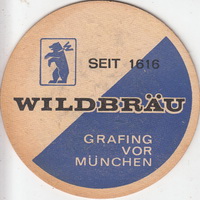 SEIT 1616
WILDBRÄU
GRAFING
VOR
MÜNCHEN